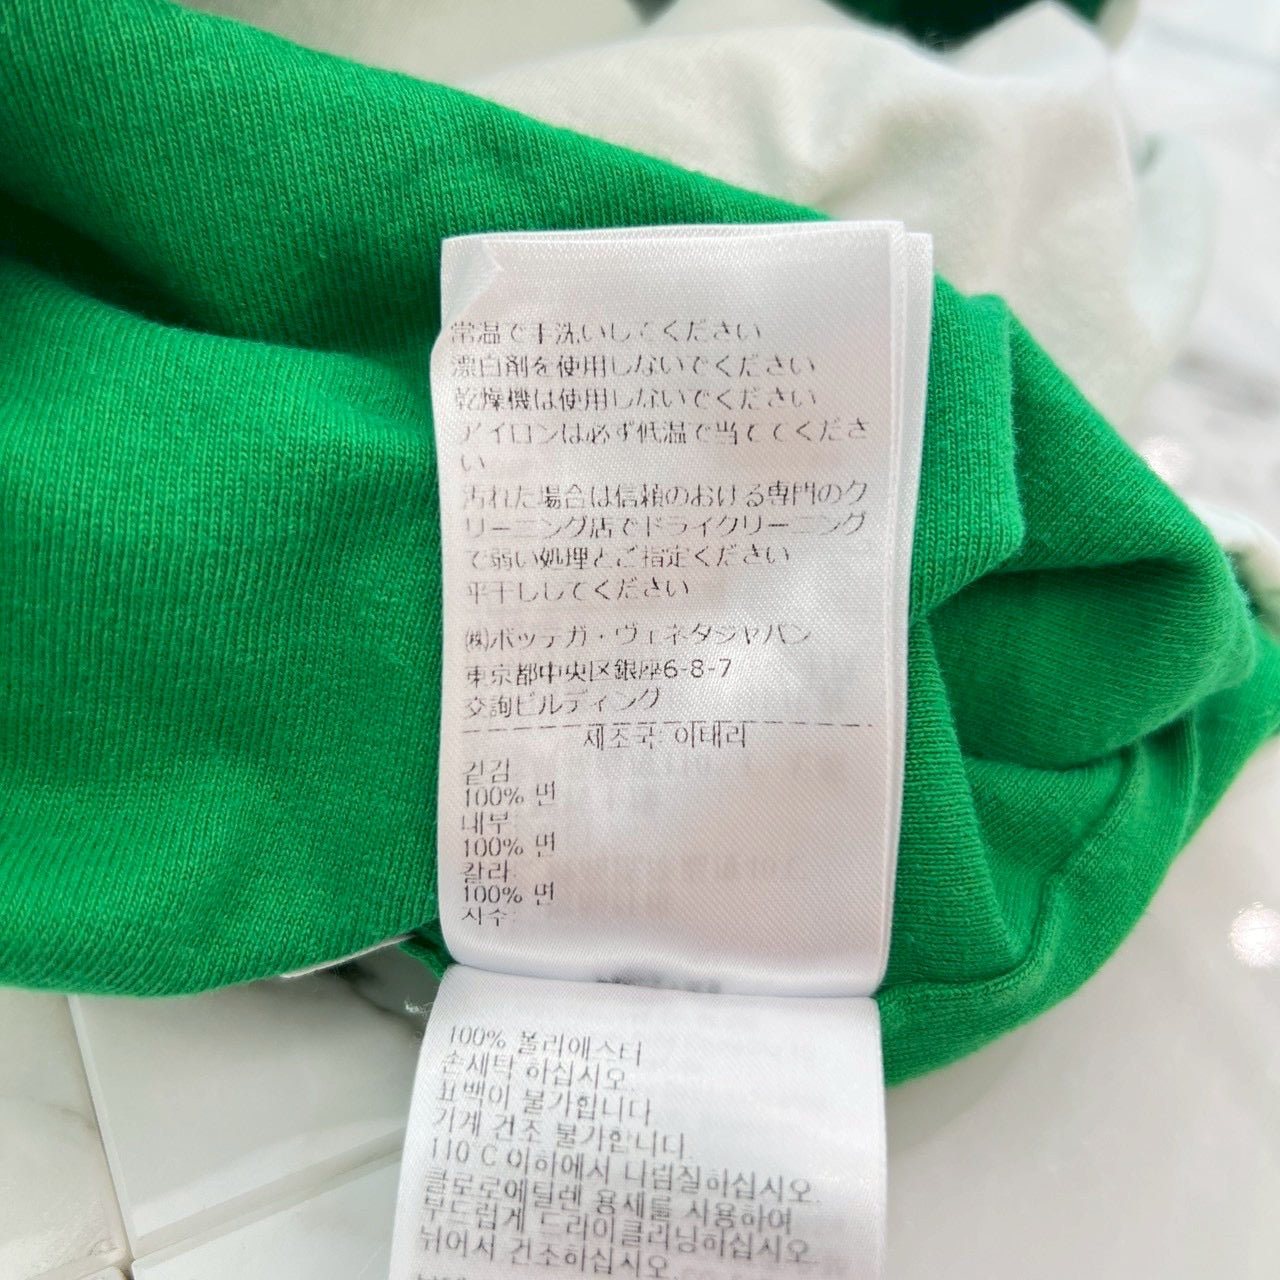 常温で手洗いしてください
漂白剤を使用しないでください
乾燥機は使用しないでください
アイロンは必ず低温で当ててくださ
い
汚れた場合は信頼のおける専門のク
リーニング店でドライクリーニング
で弱い処理とご指定ください
平干ししてください
㈱ボッテガ・ヴェネタジャパン
東京都中央区銀座6-8-7
交詢ビルディング
제조국: 이태리
겉감
100% 면
내부
100% 면
칼라
100% 면
자수:
100% 폴리에스터
손세탁 하십시오.
표백이 불가합니다
기계 건조 불가합니다.
110 C 이하에서 다림질하십시오.
클로로에틸렌 용세를 사용하여
부드럽게 드라이클리닝하십시오.
뉘어서 건조하십시오.